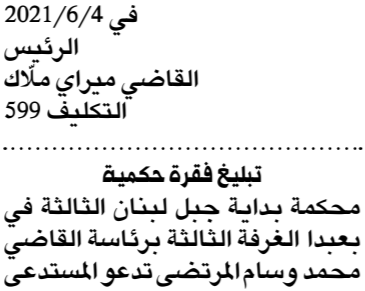 في 2021/6/4
الرئيس
القاضي ميراي ملّاك
التكليف 599
تبليغ فقرة حكمية
محكمة بداية جبل لبنان الثالثة في
بعبدا الغرفة الثالثة برئاسة القاضي
محمد وسام المرتضى تدعو المستدعى